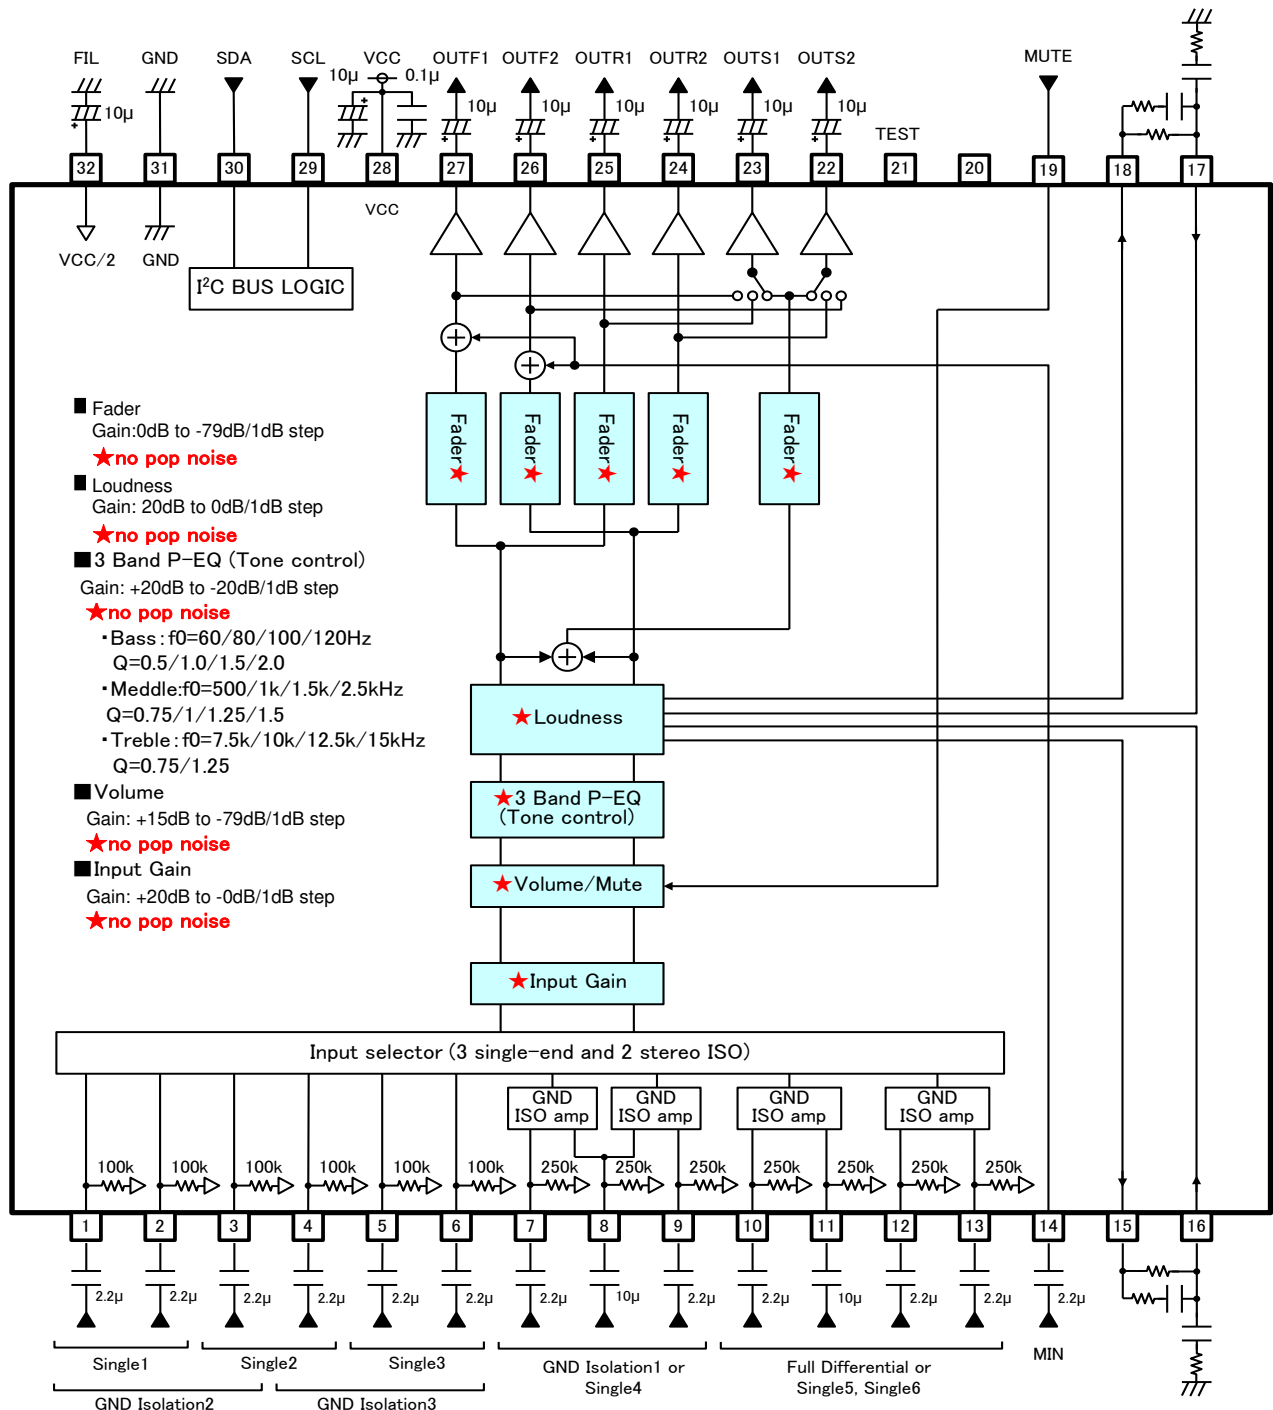 FIL GND SDA SCL VCC OUTF1 OUTF2 OUTR1 OUTR2 OUTS1 OUTS2 MUTE
10μ 10μ 0.1μ 10μ 10μ 10μ 10μ 10μ 10μ
TEST
32 31 30 29 28 27 26 25 24 23 22 21 20 19 18 17
VCC
VCC/2 GND
I²C BUS LOGIC
Fader★ Fader★ Fader★ Fader★ Fader★
■ Fader
Gain:0dB to -79dB/1dB step
★no pop noise
■ Loudness
Gain: 20dB to 0dB/1dB step
★no pop noise
■3 Band P-EQ (Tone control)
Gain: +20dB to -20dB/1dB step
★no pop noise
・Bass : f0=60/80/100/120Hz
Q=0.5/1.0/1.5/2.0
・Meddle:f0=500/1k/1.5k/2.5kHz
Q=0.75/1/1.25/1.5
・Treble : f0=7.5k/10k/12.5k/15kHz
Q=0.75/1.25
■Volume
Gain: +15dB to -79dB/1dB step
★no pop noise
■Input Gain
Gain: +20dB to -0dB/1dB step
★no pop noise
★Loudness
★3 Band P-EQ
(Tone control)
★Volume/Mute
★Input Gain
Input selector (3 single-end and 2 stereo ISO)
GND
ISO amp
GND
ISO amp
GND
ISO amp
GND
ISO amp
100k 100k 100k 100k 100k 100k 250k 250k 250k 250k 250k 250k 250k
1 2 3 4 5 6 7 8 9 10 11 12 13 14 15 16
2.2μ 2.2μ 2.2μ 2.2μ 2.2μ 2.2μ 2.2μ 10μ 2.2μ 2.2μ 10μ 2.2μ 2.2μ 2.2μ
Single1 Single2 Single3
GND Isolation1 or
Single4
Full Differential or
Single5, Single6
MIN
GND Isolation2 GND Isolation3